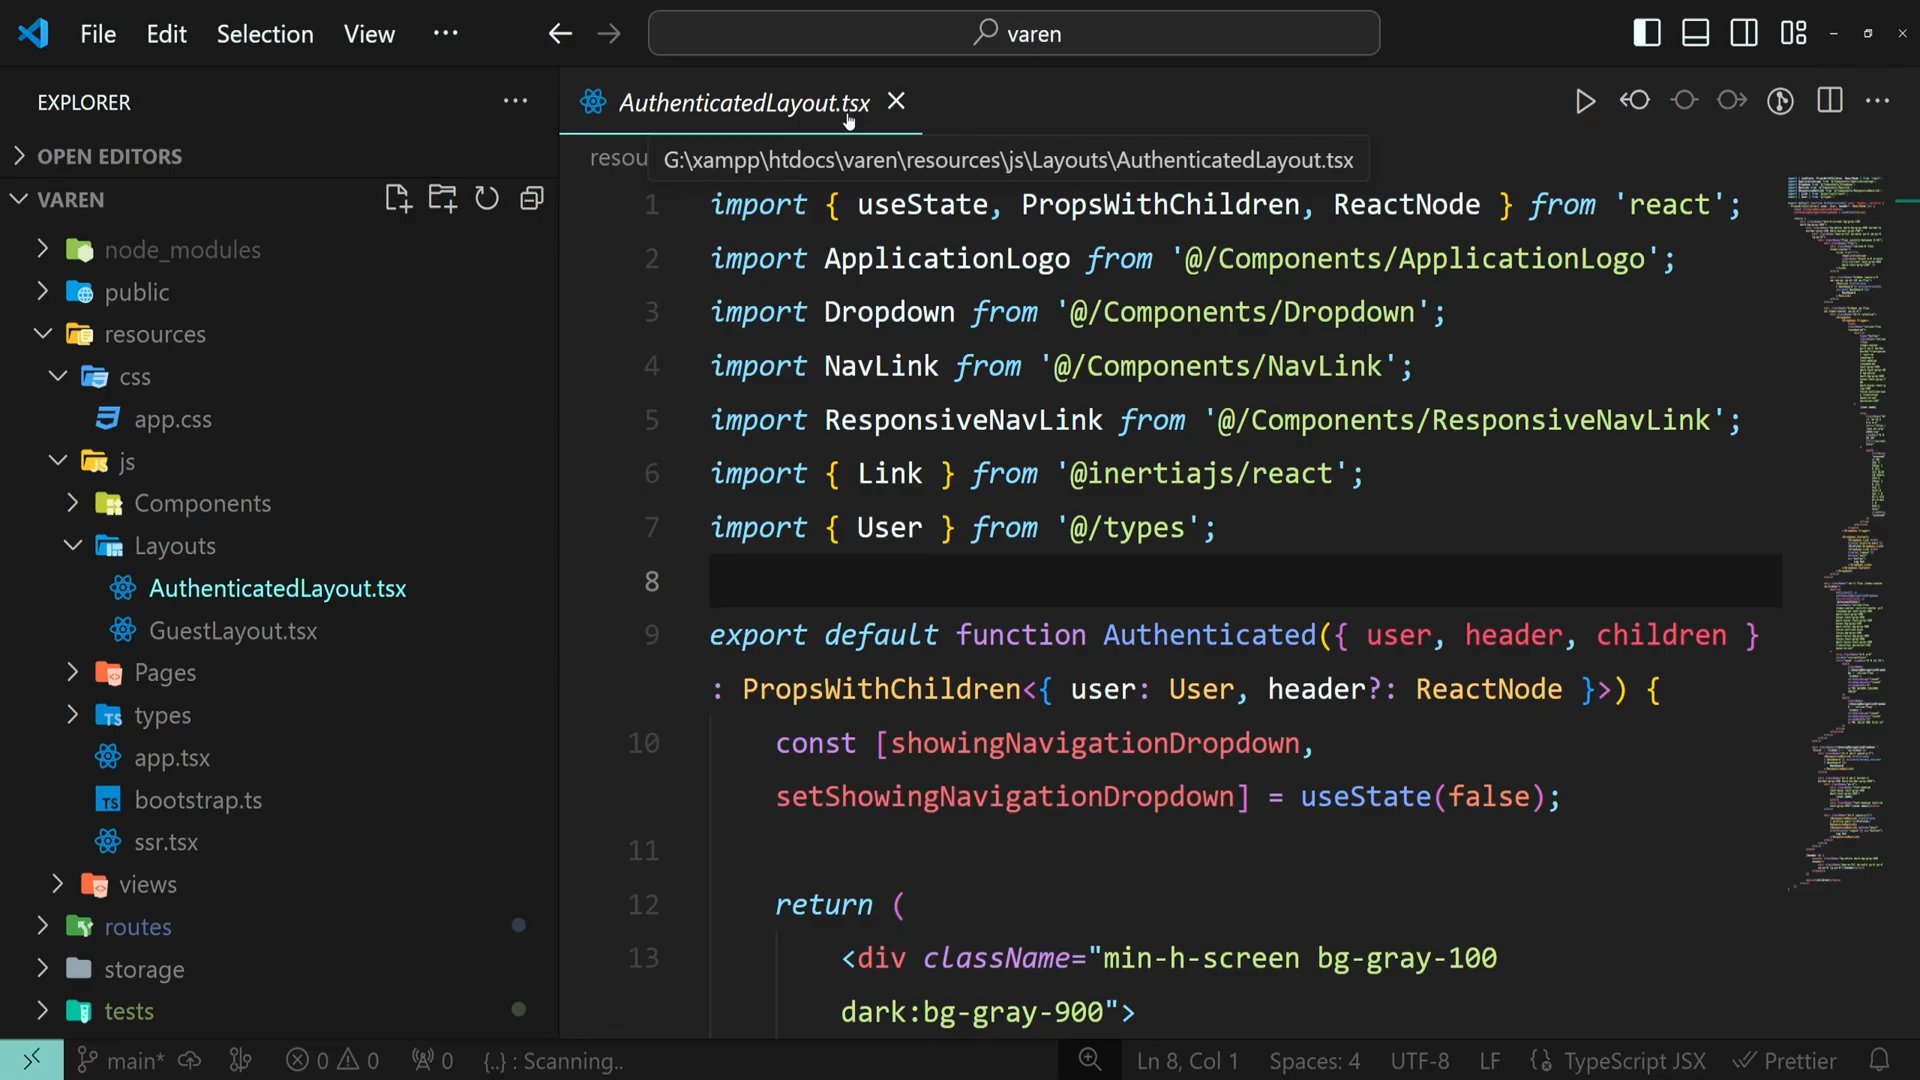 File Edit Selection View ··· varen
EXPLORER
OPEN EDITORS
VAREN
node_modules
public
resources
css
app.css
js
Components
Layouts
AuthenticatedLayout.tsx
GuestLayout.tsx
Pages
types
app.tsx
bootstrap.ts
ssr.tsx
views
routes
storage
tests
AuthenticatedLayout.tsx
resou
G:\xampp\htdocs\varen\resources\js\Layouts\AuthenticatedLayout.tsx
1 import { useState, PropsWithChildren, ReactNode } from 'react';
2 import ApplicationLogo from '@/Components/ApplicationLogo';
3 import Dropdown from '@/Components/Dropdown';
4 import NavLink from '@/Components/NavLink';
5 import ResponsiveNavLink from '@/Components/ResponsiveNavLink';
6 import { Link } from '@inertiajs/react';
7 import { User } from '@/types';
8
9 export default function Authenticated({ user, header, children }
: PropsWithChildren<{ user: User, header?: ReactNode }>) {
10 const [showingNavigationDropdown,
setShowingNavigationDropdown] = useState(false);
11
12 return (
13 <div className="min-h-screen bg-gray-100
dark:bg-gray-900">
main* 0 0 0 {..} : Scanning.. Ln 8, Col 1 Spaces: 4 UTF-8 LF TypeScript JSX Prettier